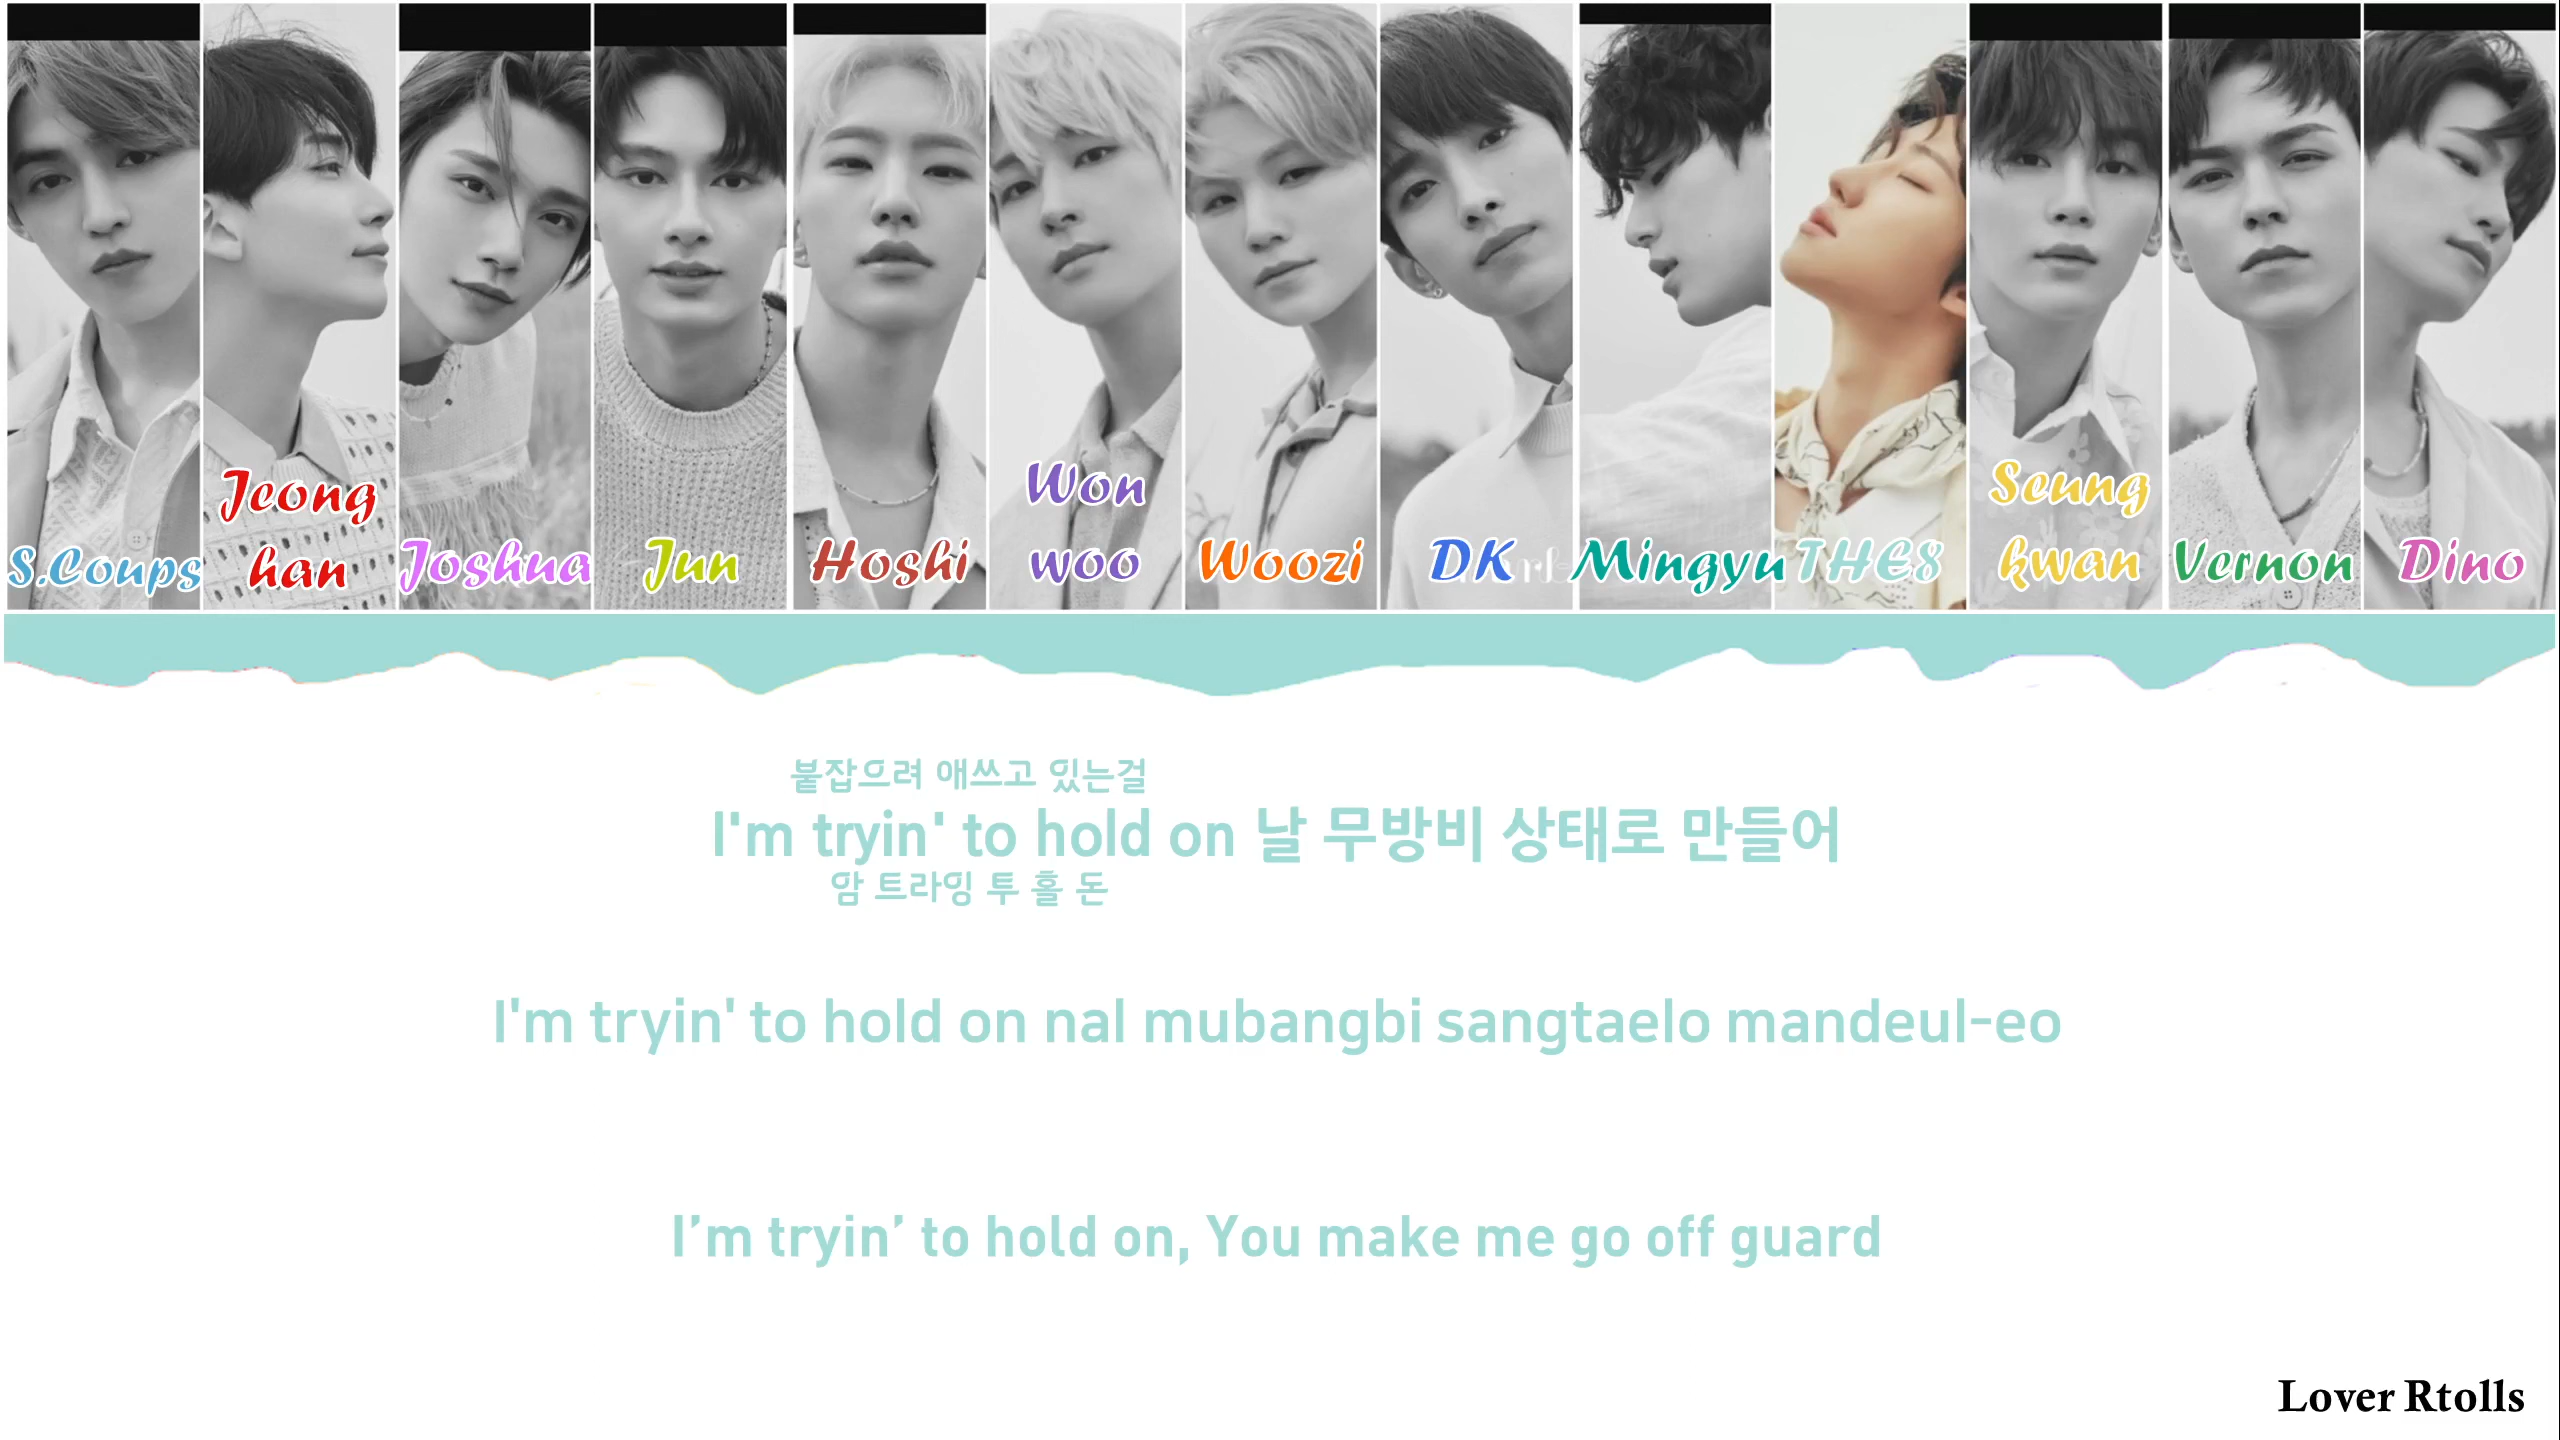 S.Coups
Jeong
han
Joshua
Jun
Hoshi
Won
woo
Woozi
DK
Mingyu
THE8
Seung
kwan
Vernon
Dino
붙잡으려 애쓰고 있는걸
I'm tryin' to hold on 날 무방비 상태로 만들어
암 트라잉 투 홀 돈
I'm tryin' to hold on nal mubangbi sangtaelo mandeul-eo
I’m tryin’ to hold on, You make me go off guard
Lover Rtolls